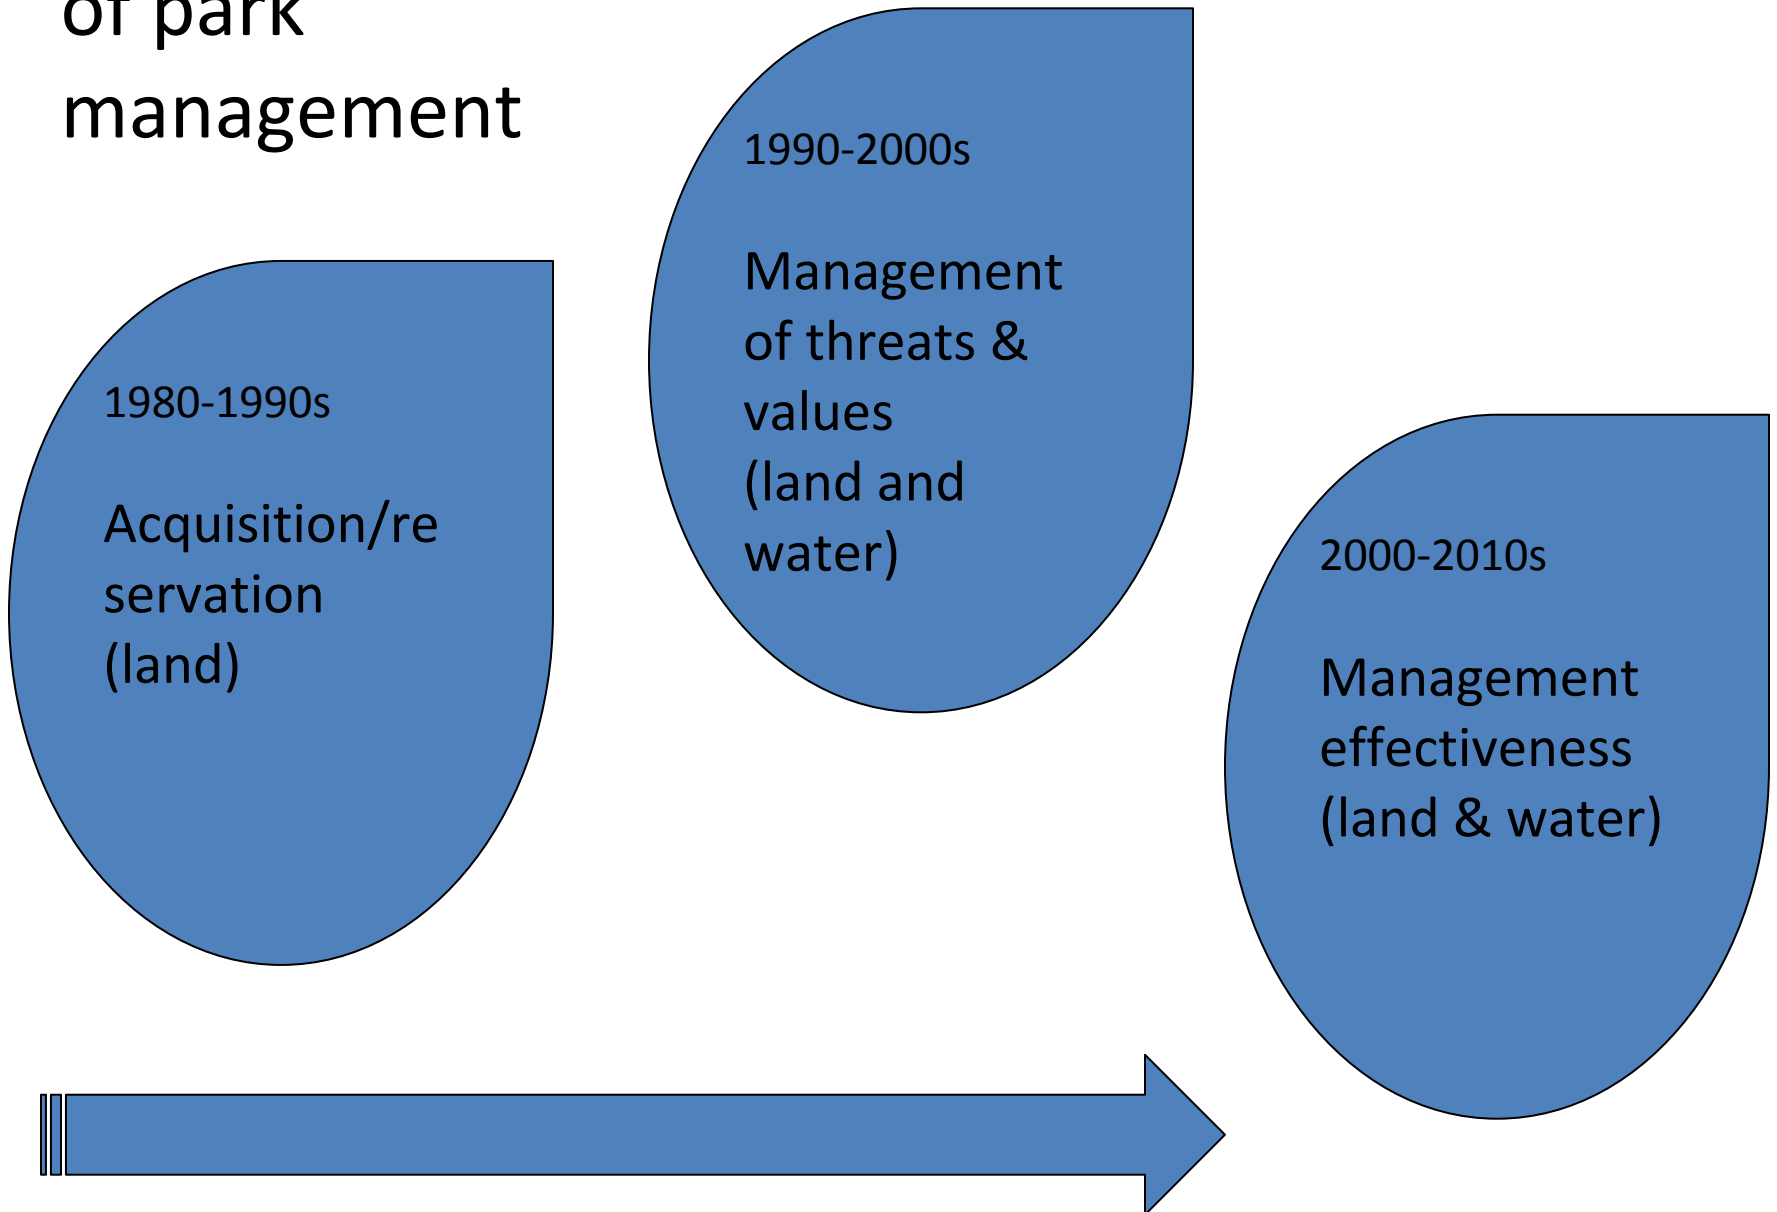 of park
management
1980-1990s
Acquisition/re
servation
(land)
1990-2000s
Management
of threats &
values
(land and
water)
2000-2010s
Management
effectiveness
(land & water)